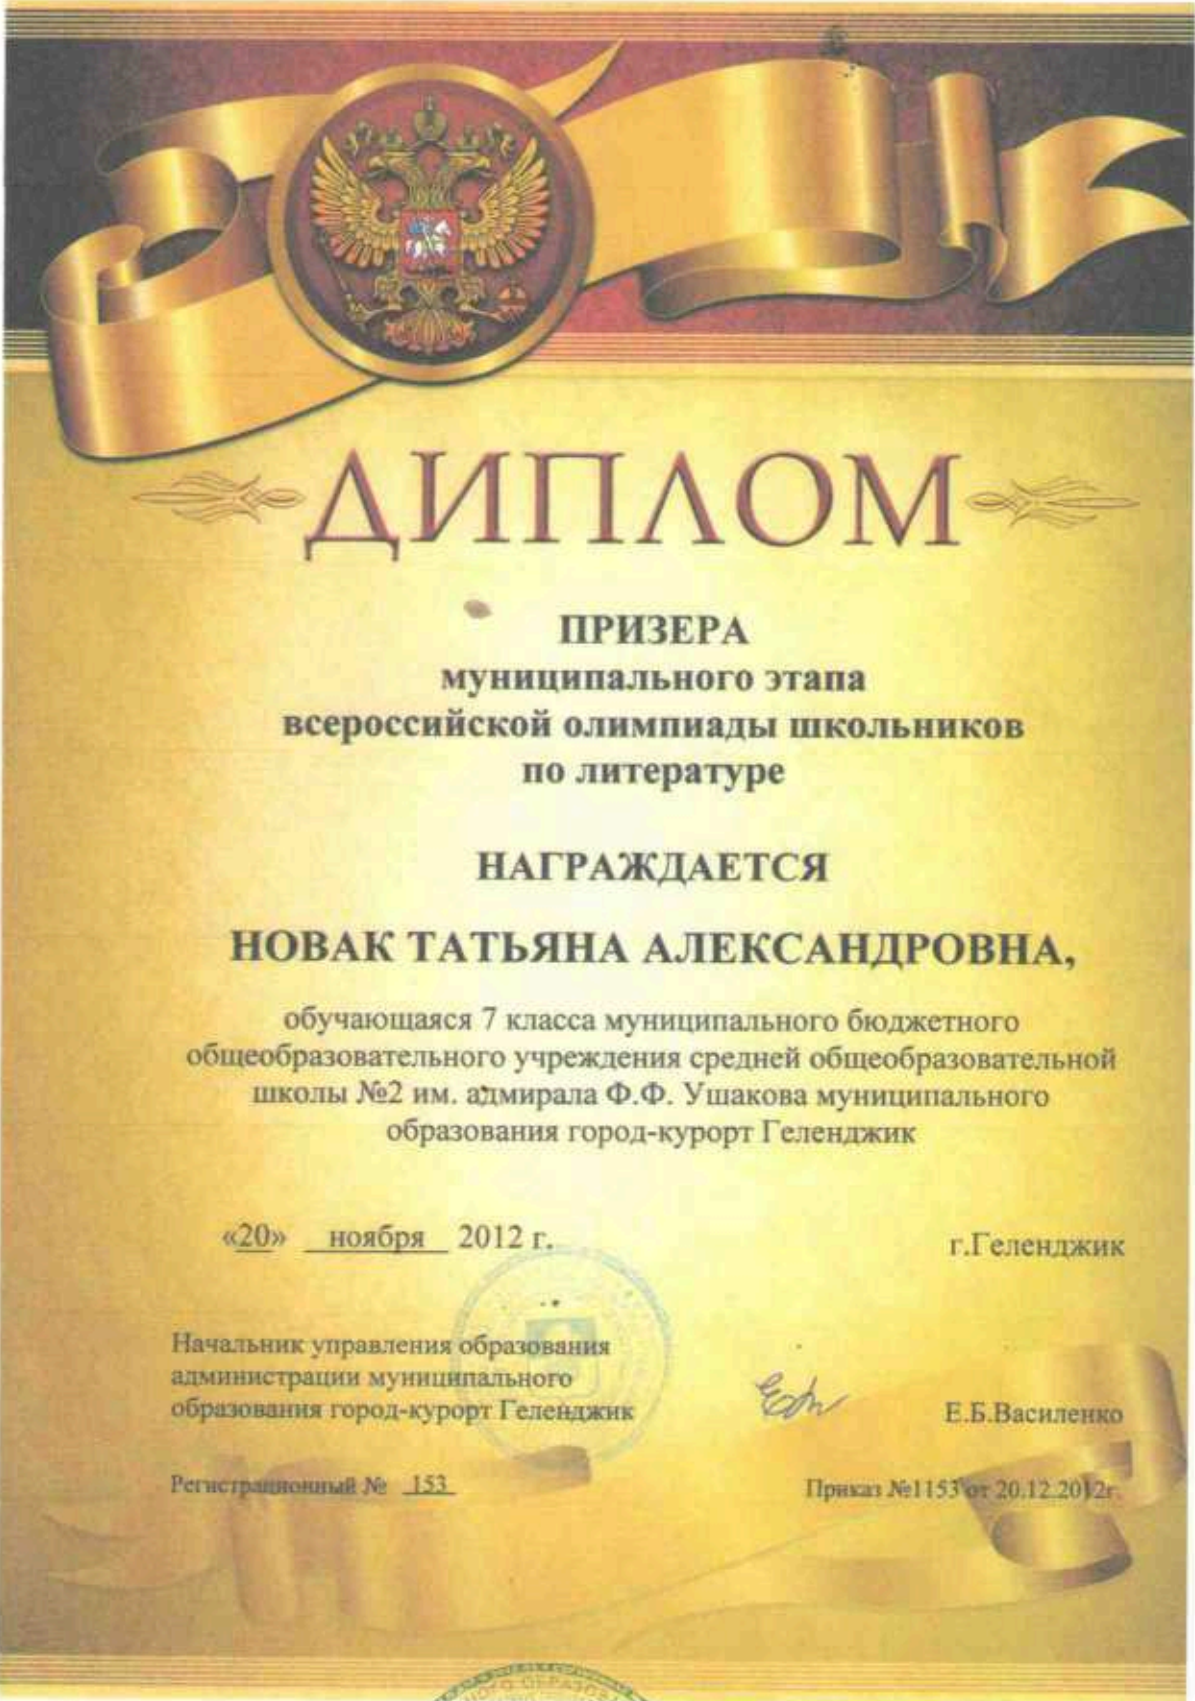 ДИПЛОМ
ПРИЗЕРА
муниципального этапа
всероссийской олимпиады школьников
по литературе
НАГРАЖДАЕТСЯ
НОВАК ТАТЬЯНА АЛЕКСАНДРОВНА,
обучающаяся 7 класса муниципального бюджетного
общеобразовательного учреждения средней общеобразовательной
школы №2 им. адмирала Ф.Ф. Ушакова муниципального
образования город-курорт Геленджик
«20» ноября 2012 г.
г.Геленджик
Начальник управления образования
администрации муниципального
образования город-курорт Геленджик
Е.Б.Василенко
Регистрационный № 153
Приказ №1153 от 20.12.2012г.